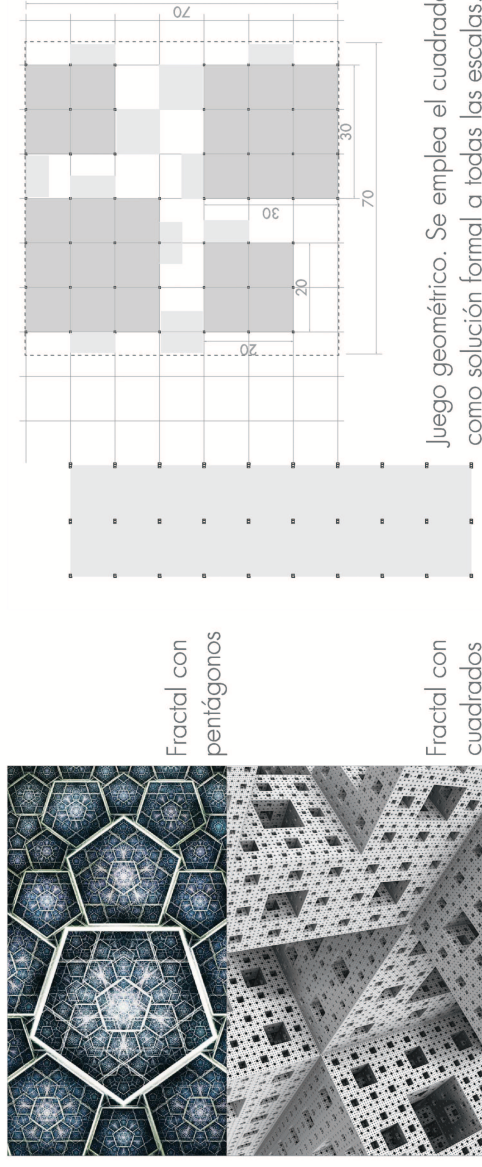 70
30
70
30
20
20
Juego geométrico. Se emplea el cuadrado
como solución formal a todas las escalas.
Fractal con
pentágonos
Fractal con
cuadrados